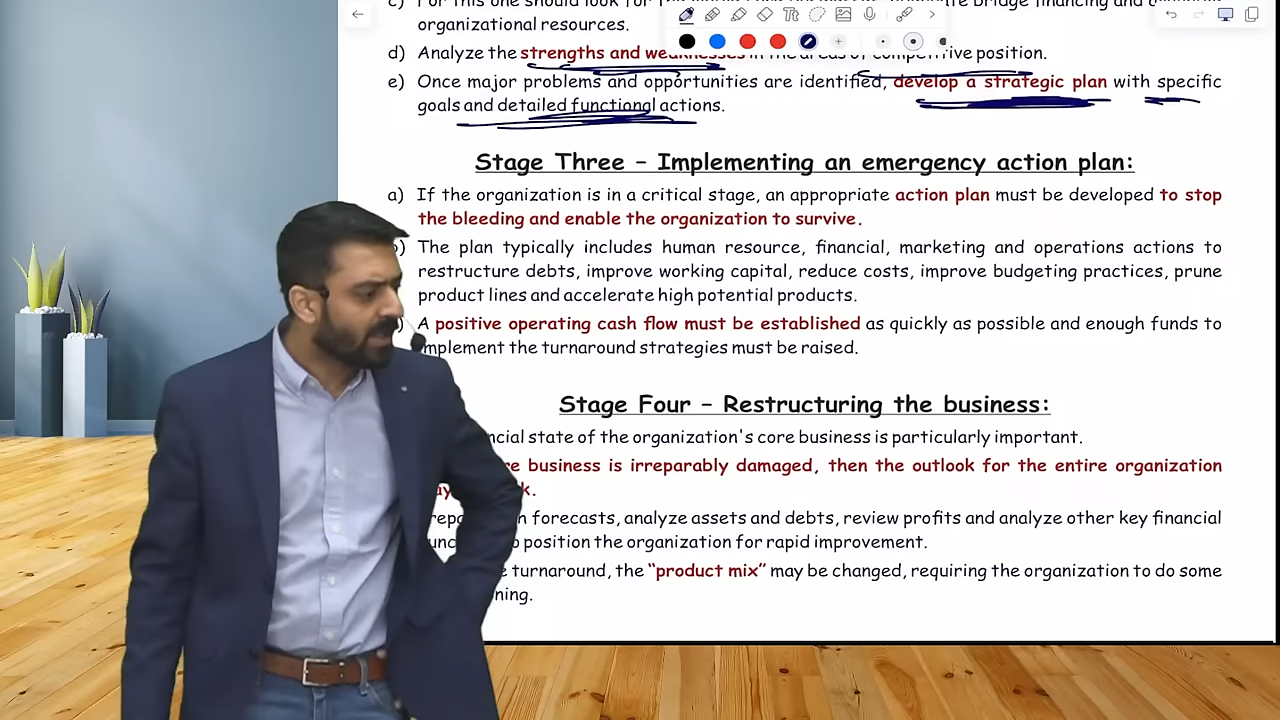 organizational resources.
d) Analyze the strengths and weaknesses in the areas of competitive position.
e) Once major problems and opportunities are identified, develop a strategic plan with specific
goals and detailed functional actions.
Stage Three – Implementing an emergency action plan:
a) If the organization is in a critical stage, an appropriate action plan must be developed to stop
the bleeding and enable the organization to survive.
The plan typically includes human resource, financial, marketing and operations actions to
restructure debts, improve working capital, reduce costs, improve budgeting practices, prune
product lines and accelerate high potential products.
A positive operating cash flow must be established as quickly as possible and enough funds to
implement the turnaround strategies must be raised.
Stage Four – Restructuring the business:
state of the organization's core business is particularly important.
business is irreparably damaged, then the outlook for the entire organization
forecasts, analyze assets and debts, review profits and analyze other key financial
position the organization for rapid improvement.
turnaround, the “product mix” may be changed, requiring the organization to do some